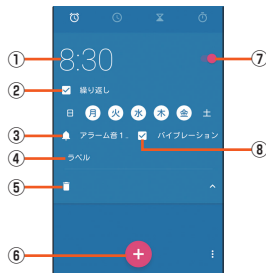 ① 8:30 ⑦
② 繰り返し
日 月 火 水 木 金 土
③ アラーム音1. バイブレーション ⑧
④ ラベル
⑤
⑥